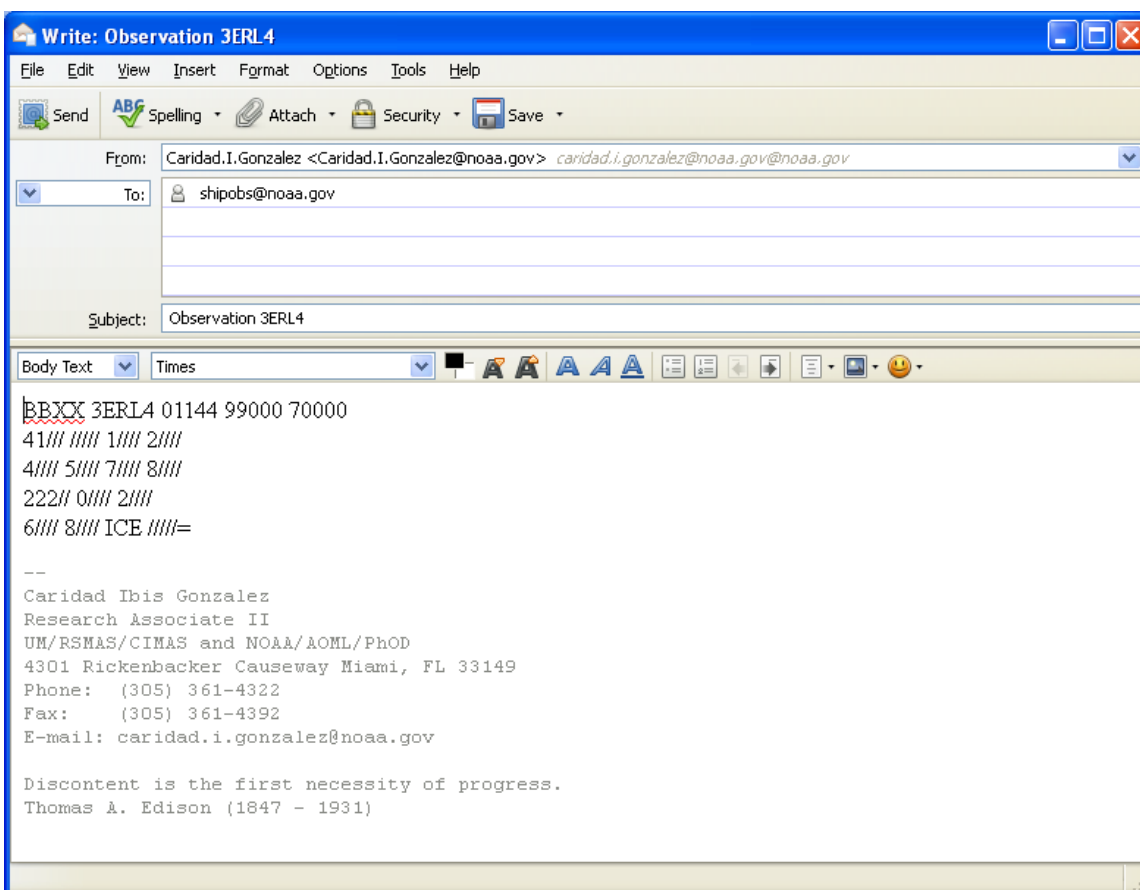 Write: Observation 3ERL4
File Edit View Insert Format Options Tools Help
Send ABC Spelling Attach Security Save
From: Caridad.I.Gonzalez <Caridad.I.Gonzalez@noaa.gov> caridad.i.gonzalez@noaa.gov@noaa.gov
To: shipobs@noaa.gov
Subject: Observation 3ERL4
Body Text Times
BBXX 3ERL4 01144 99000 70000
41/// ///// 1//// 2////
4//// 5//// 7//// 8////
222// 0//// 2////
6//// 8//// ICE /////=
--
Caridad Ibis Gonzalez
Research Associate II
UM/RSMAS/CIMAS and NOAA/AOML/PhOD
4301 Rickenbacker Causeway Miami, FL 33149
Phone: (305) 361-4322
Fax: (305) 361-4392
E-mail: caridad.i.gonzalez@noaa.gov
Discontent is the first necessity of progress.
Thomas A. Edison (1847 - 1931)